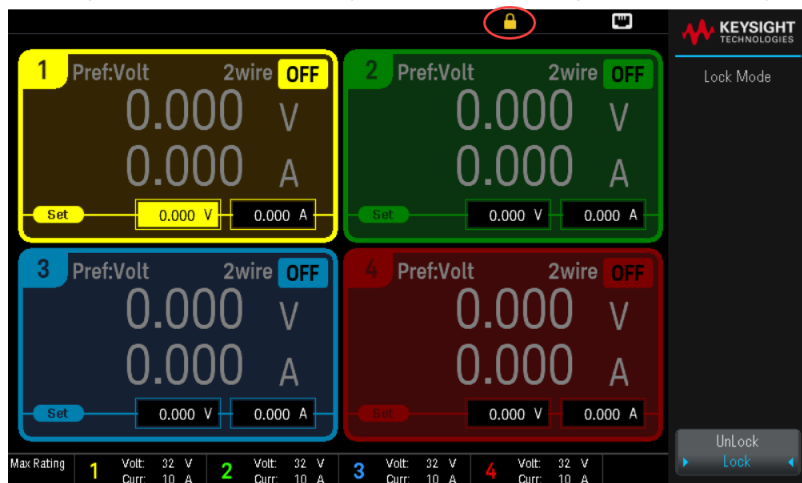 KEYSIGHT
TECHNOLOGIES
Lock Mode
1 Pref:Volt 2wire OFF
0.000 V
0.000 A
Set 0.000 V 0.000 A
2 Pref:Volt 2wire OFF
0.000 V
0.000 A
Set 0.000 V 0.000 A
3 Pref:Volt 2wire OFF
0.000 V
0.000 A
Set 0.000 V 0.000 A
4 Pref:Volt 2wire OFF
0.000 V
0.000 A
Set 0.000 V 0.000 A
UnLock
Lock
Max Rating
1 Volt: 32 V
Curr: 10 A
2 Volt: 32 V
Curr: 10 A
3 Volt: 32 V
Curr: 10 A
4 Volt: 32 V
Curr: 10 A